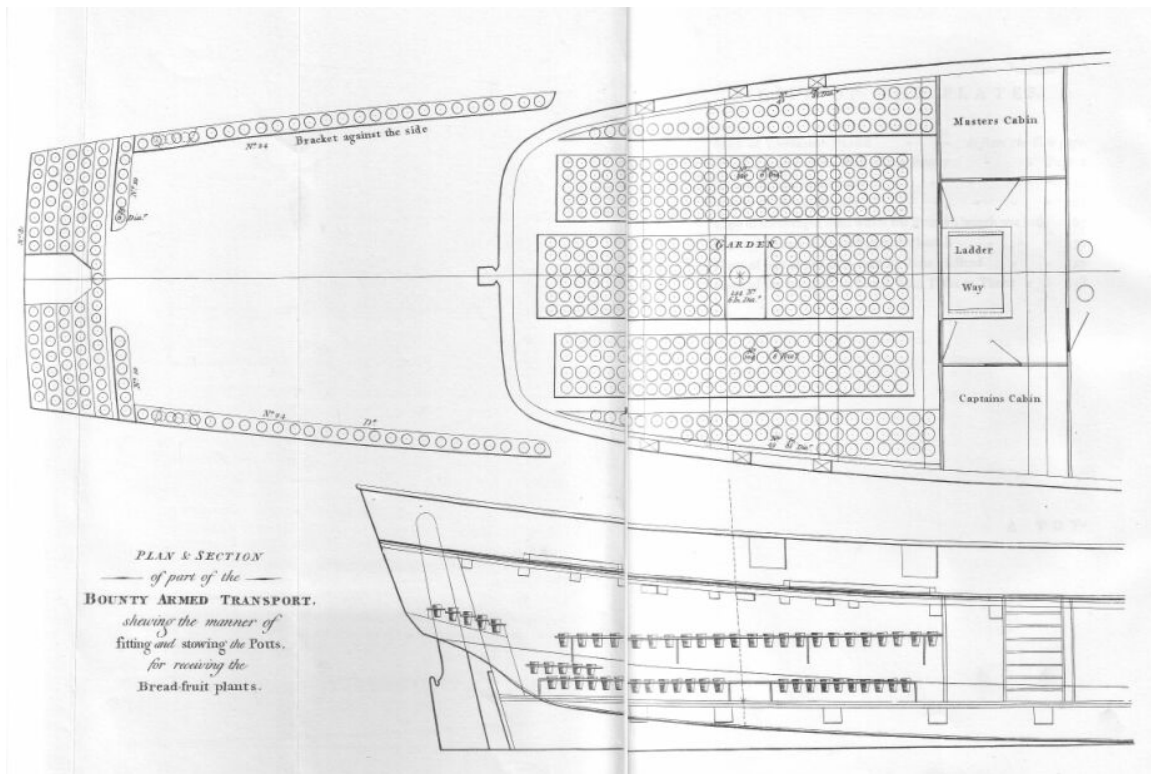 Bracket against the side
Nº 24
Masters Cabin
GARDEN
Ladder
Way
Captains Cabin
Nº 24
Dº
PLAN & SECTION
of part of the
BOUNTY ARMED TRANSPORT.
shewing the manner of
fitting and stowing the Potts.
for receiving the
Bread-fruit plants.